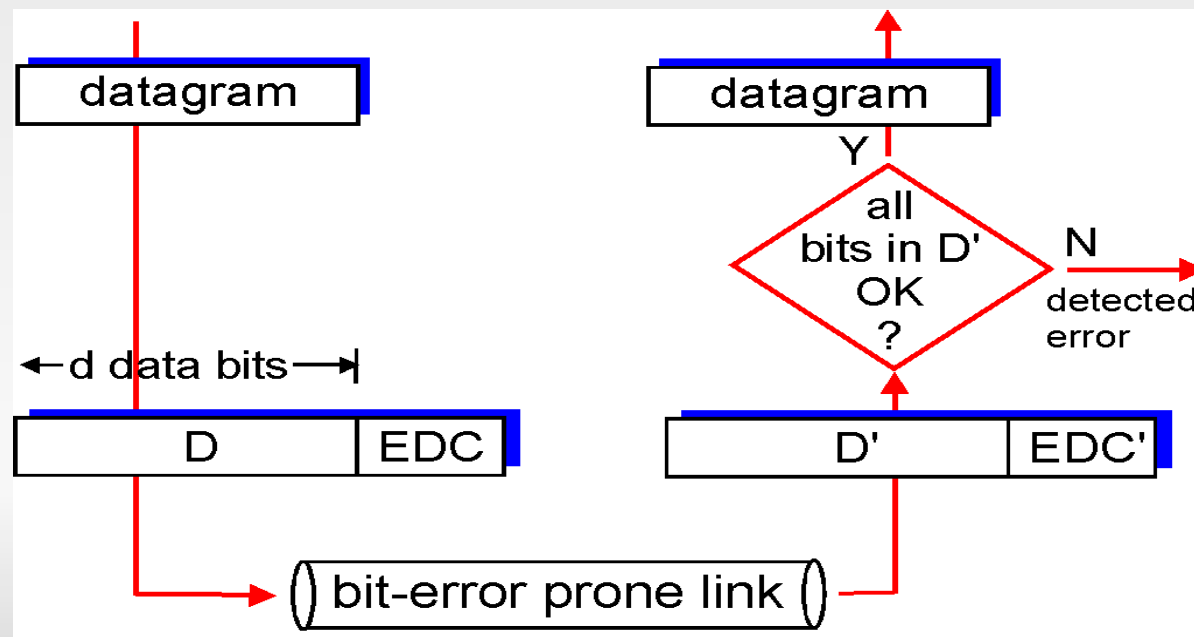 datagram
d data bits
D
EDC
bit-error prone link
datagram
Y
all
bits in D'
OK
?
N
detected
error
D'
EDC'